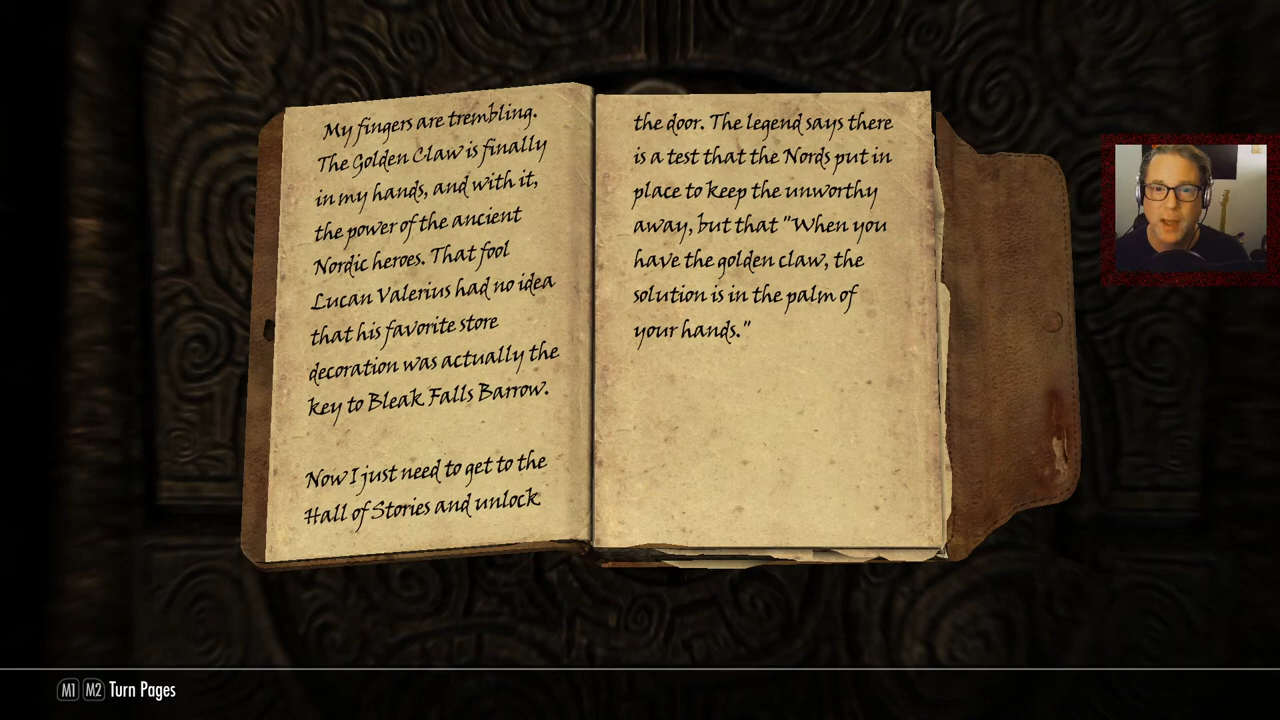 My fingers are trembling.
The Golden Claw is finally
in my hands, and with it,
the power of the ancient
Nordic heroes. That fool
Lucan Valerius had no idea
that his favorite store
decoration was actually the
key to Bleak Falls Barrow.
Now I just need to get to the
Hall of Stories and unlock
the door. The legend says there
is a test that the Nords put in
place to keep the unworthy
away, but that "When you
have the golden claw, the
solution is in the palm of
your hands."
M1 M2 Turn Pages